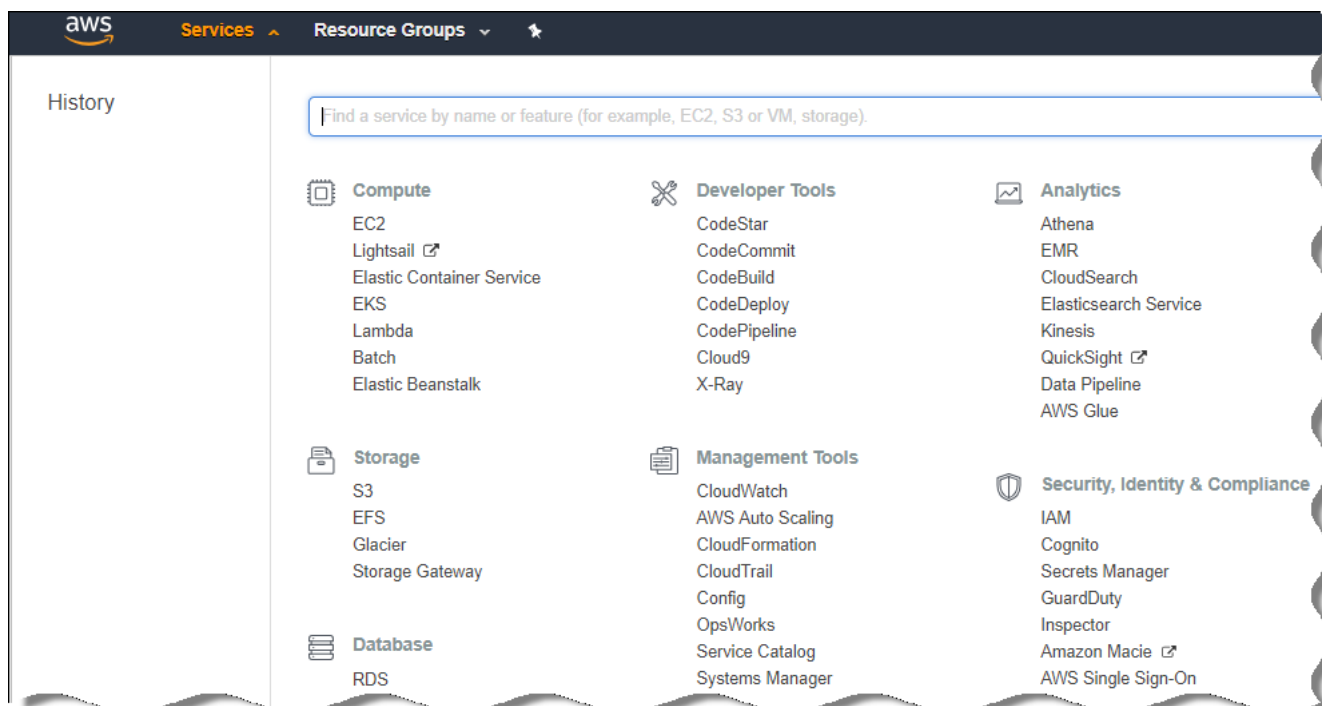 aws
Services
Resource Groups
History
Find a service by name or feature (for example, EC2, S3 or VM, storage).
Compute
EC2
Lightsail
Elastic Container Service
EKS
Lambda
Batch
Elastic Beanstalk
Storage
S3
EFS
Glacier
Storage Gateway
Database
RDS
Developer Tools
CodeStar
CodeCommit
CodeBuild
CodeDeploy
CodePipeline
Cloud9
X-Ray
Management Tools
CloudWatch
AWS Auto Scaling
CloudFormation
CloudTrail
Config
OpsWorks
Service Catalog
Systems Manager
Analytics
Athena
EMR
CloudSearch
Elasticsearch Service
Kinesis
QuickSight
Data Pipeline
AWS Glue
Security, Identity & Compliance
IAM
Cognito
Secrets Manager
GuardDuty
Inspector
Amazon Macie
AWS Single Sign-On